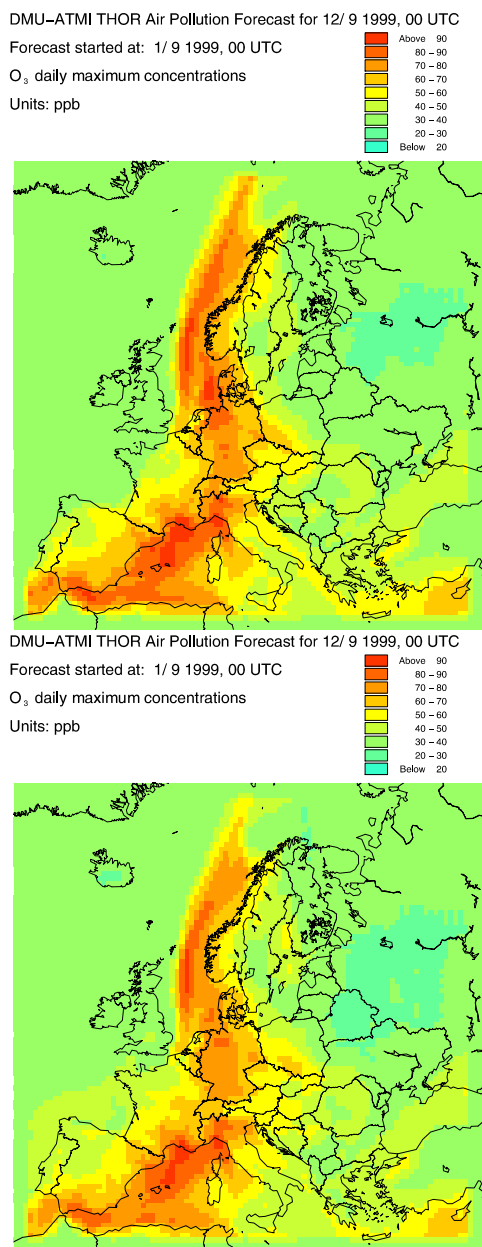 DMU−ATMI THOR Air Pollution Forecast for 12/ 9 1999, 00 UTC
Forecast started at: 1/ 9 1999, 00 UTC
O₃ daily maximum concentrations
Units: ppb
Above 90
80 − 90
70 − 80
60 − 70
50 − 60
40 − 50
30 − 40
20 − 30
Below 20
DMU−ATMI THOR Air Pollution Forecast for 12/ 9 1999, 00 UTC
Forecast started at: 1/ 9 1999, 00 UTC
O₃ daily maximum concentrations
Units: ppb
Above 90
80 − 90
70 − 80
60 − 70
50 − 60
40 − 50
30 − 40
20 − 30
Below 20